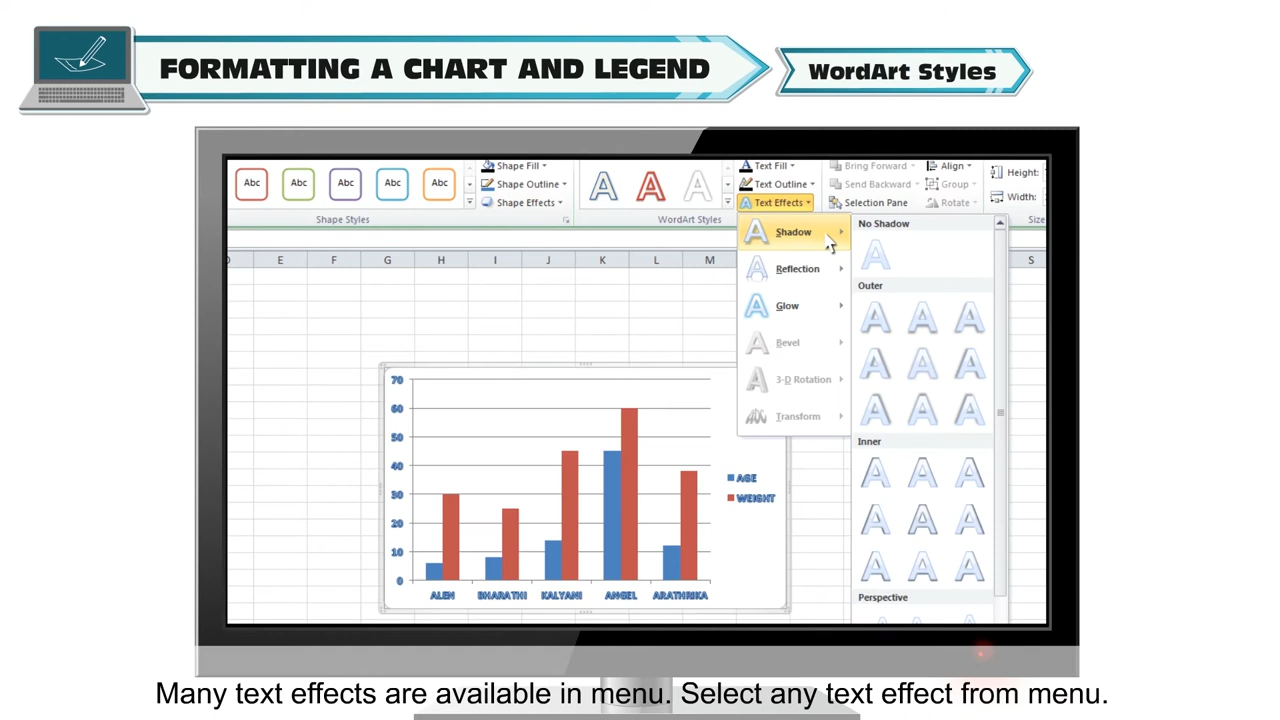 FORMATTING A CHART AND LEGEND
WordArt Styles
Abc Abc Abc Abc Abc
Shape Fill
Shape Outline
Shape Effects
Text Fill
Text Outline
Text Effects
Bring Forward
Send Backward
Selection Pane
Align
Group
Rotate
Height:
Width:
Shape Styles
WordArt Styles
Size
E F G H I J K L M S
Shadow
Reflection
Glow
Bevel
3-D Rotation
Transform
No Shadow
Outer
Inner
Perspective
70
60
50
40
30
20
10
0
ALEN BHARATHI KALYANI ANGEL ARATHRIKA
AGE
WEIGHT
Many text effects are available in menu. Select any text effect from menu.